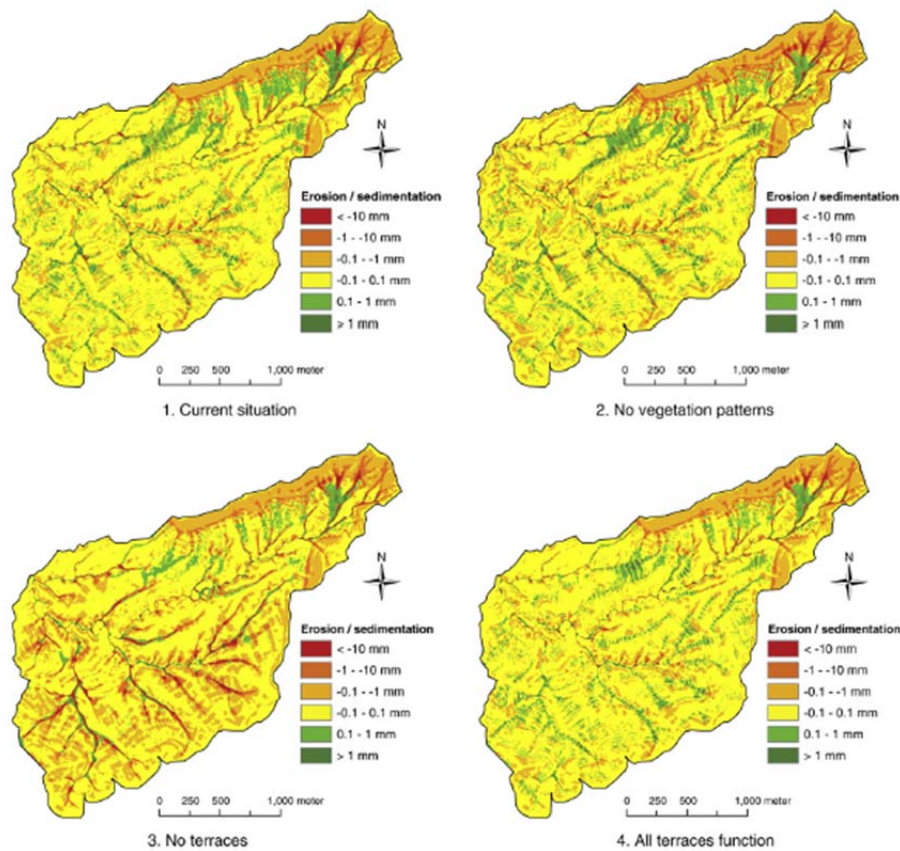 N
Erosion / sedimentation
< -10 mm
-1 - -10 mm
-0.1 - -1 mm
-0.1 - 0.1 mm
0.1 - 1 mm
≥ 1 mm
0 250 500 1,000 meter
1. Current situation
N
Erosion / sedimentation
< -10 mm
-1 - -10 mm
-0.1 - -1 mm
-0.1 - 0.1 mm
0.1 - 1 mm
≥ 1 mm
0 250 500 1,000 meter
2. No vegetation patterns
N
Erosion / sedimentation
< -10 mm
-1 - -10 mm
-0.1 - -1 mm
-0.1 - 0.1 mm
0.1 - 1 mm
> 1 mm
0 250 500 1,000 meter
3. No terraces
N
Erosion / sedimentation
< -10 mm
-1 - -10 mm
-0.1 - -1 mm
-0.1 - 0.1 mm
0.1 - 1 mm
> 1 mm
0 250 500 1,000 meter
4. All terraces function